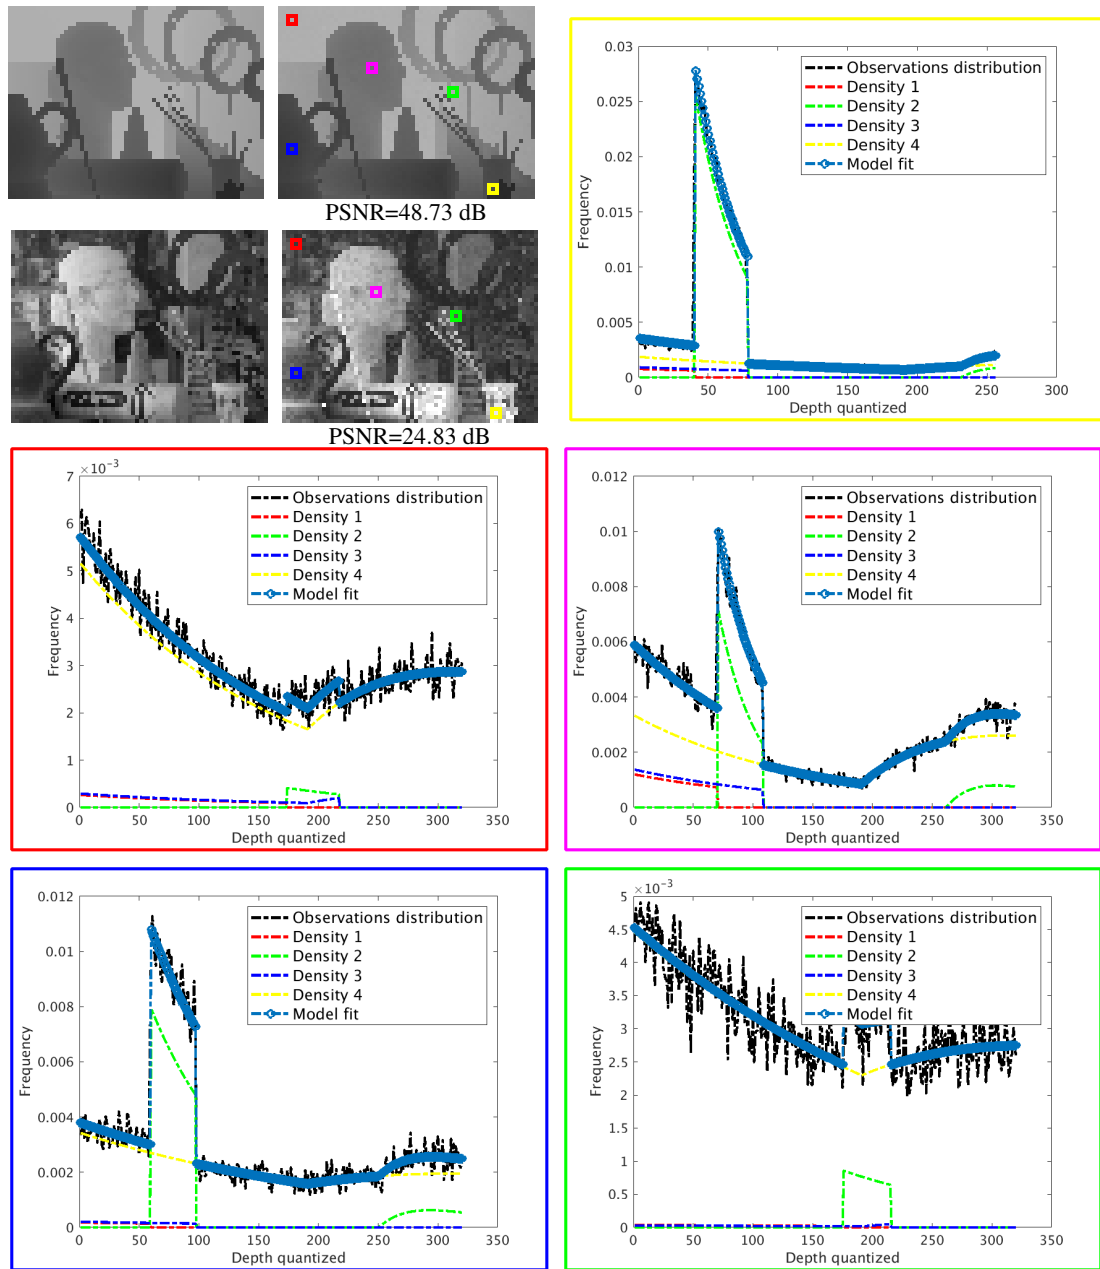 PSNR=48.73 dB
PSNR=24.83 dB
0.03
0.025
0.02
0.015
0.01
0.005
0
Frequency
Observations distribution
Density 1
Density 2
Density 3
Density 4
Model fit
0 50 100 150 200 250 300
Depth quantized
×10⁻³
7
6
5
4
3
2
1
0
Frequency
Observations distribution
Density 1
Density 2
Density 3
Density 4
Model fit
0 50 100 150 200 250 300 350
Depth quantized
0.012
0.01
0.008
0.006
0.004
0.002
0
Frequency
Observations distribution
Density 1
Density 2
Density 3
Density 4
Model fit
0 50 100 150 200 250 300 350
Depth quantized
0.012
0.01
0.008
0.006
0.004
0.002
0
Frequency
Observations distribution
Density 1
Density 2
Density 3
Density 4
Model fit
0 50 100 150 200 250 300 350
Depth quantized
×10⁻³
5
4.5
4
3.5
3
2.5
2
1.5
1
0.5
0
Frequency
Observations distribution
Density 1
Density 2
Density 3
Density 4
Model fit
0 50 100 150 200 250 300 350
Depth quantized